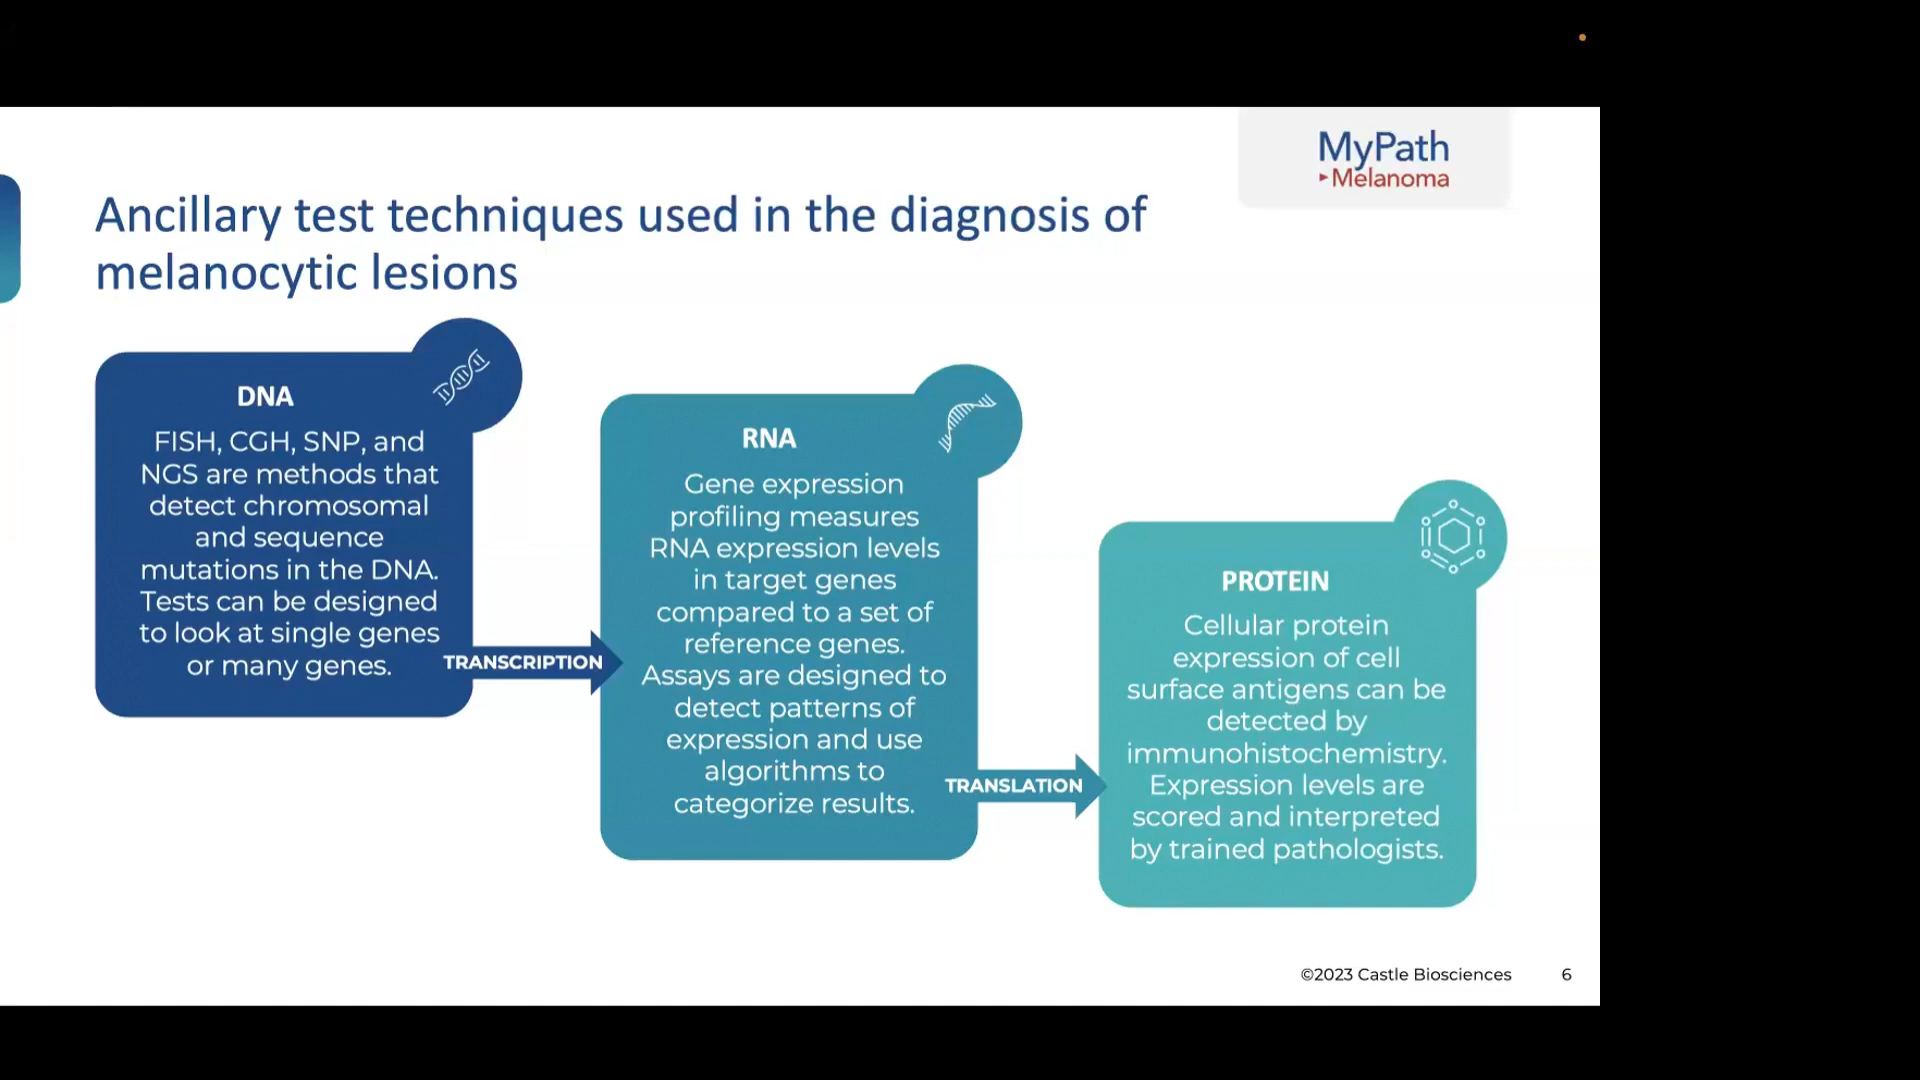 MyPath
Melanoma
Ancillary test techniques used in the diagnosis of
melanocytic lesions
DNA
FISH, CGH, SNP, and
NGS are methods that
detect chromosomal
and sequence
mutations in the DNA.
Tests can be designed
to look at single genes
or many genes.
TRANSCRIPTION
RNA
Gene expression
profiling measures
RNA expression levels
in target genes
compared to a set of
reference genes.
Assays are designed to
detect patterns of
expression and use
algorithms to
categorize results.
TRANSLATION
PROTEIN
Cellular protein
expression of cell
surface antigens can be
detected by
immunohistochemistry.
Expression levels are
scored and interpreted
by trained pathologists.
©2023 Castle Biosciences 6